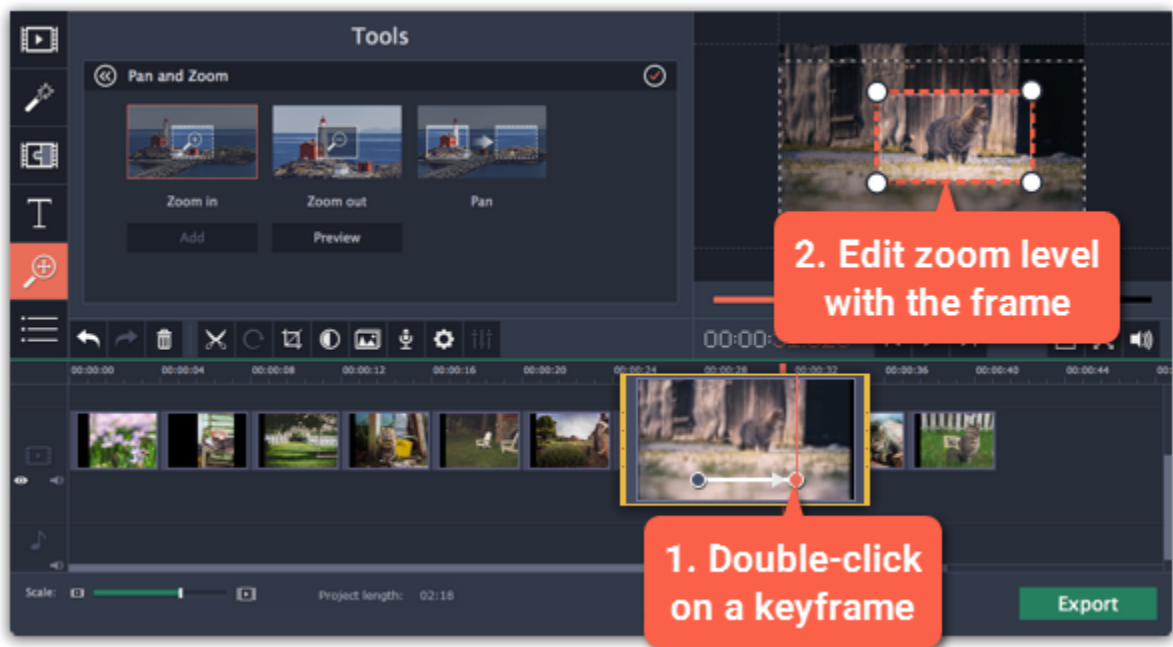 Tools
Pan and Zoom
Zoom in
Zoom out
Pan
Add
Preview
2. Edit zoom level
with the frame
T
00:00:
00:00:00
00:00:04
00:00:08
00:00:12
00:00:16
00:00:20
00:00:24
00:00:28
00:00:32
00:00:36
00:00:40
00:00:44
00:
1. Double-click
on a keyframe
Scale:
Project length: 02:18
Export